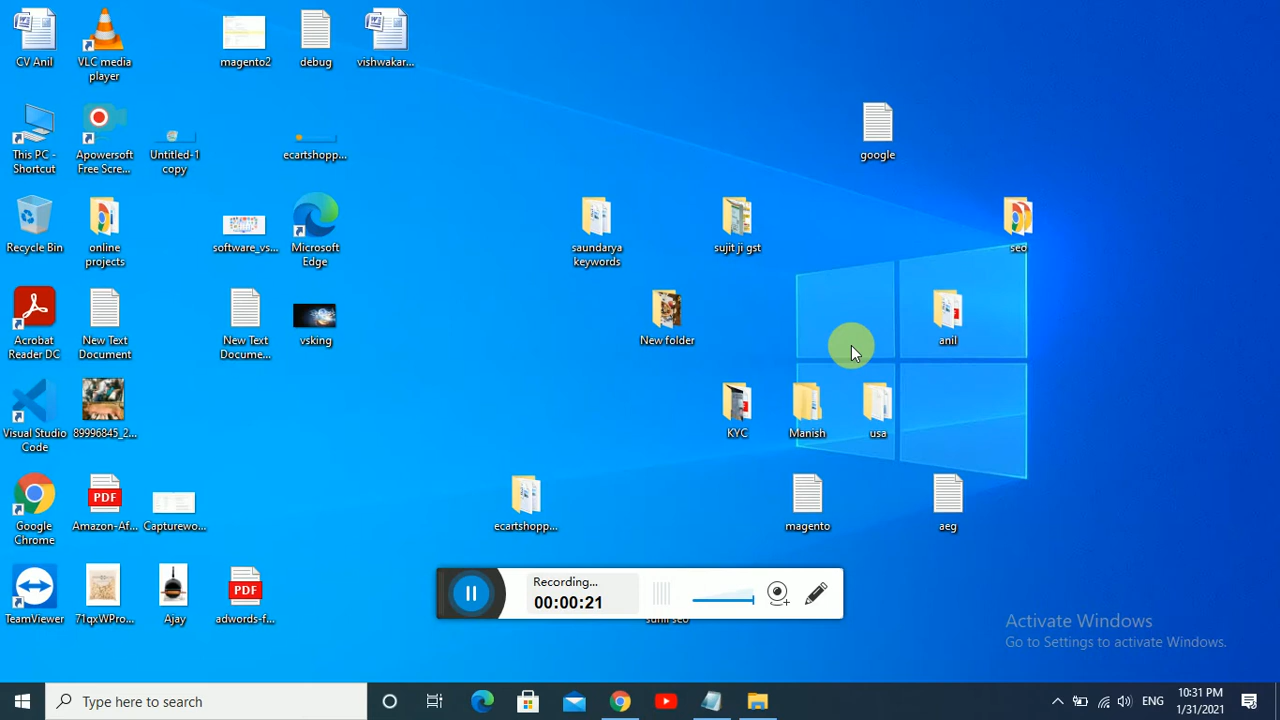 CV Anil
VLC media
player
magento2
debug
vishwakar...
This PC -
Shortcut
Apowersoft
Free Scre...
Untitled-1
copy
ecartshopp...
google
Recycle Bin
online
projects
software_vs...
Microsoft
Edge
saundarya
keywords
sujit ji gst
seo
Acrobat
Reader DC
New Text
Document
New Text
Docume...
vsking
New folder
anil
Visual Studio
Code
89996845_2...
KYC
Manish
usa
Google
Chrome
PDF
Amazon-Af...
Capturewo...
ecartshopp...
magento
aeg
TeamViewer
71qxWPro...
Ajay
PDF
adwords-f...
Recording...
00:00:21
sunil seo
Activate Windows
Go to Settings to activate Windows.
Type here to search
ENG
10:31 PM
1/31/2021